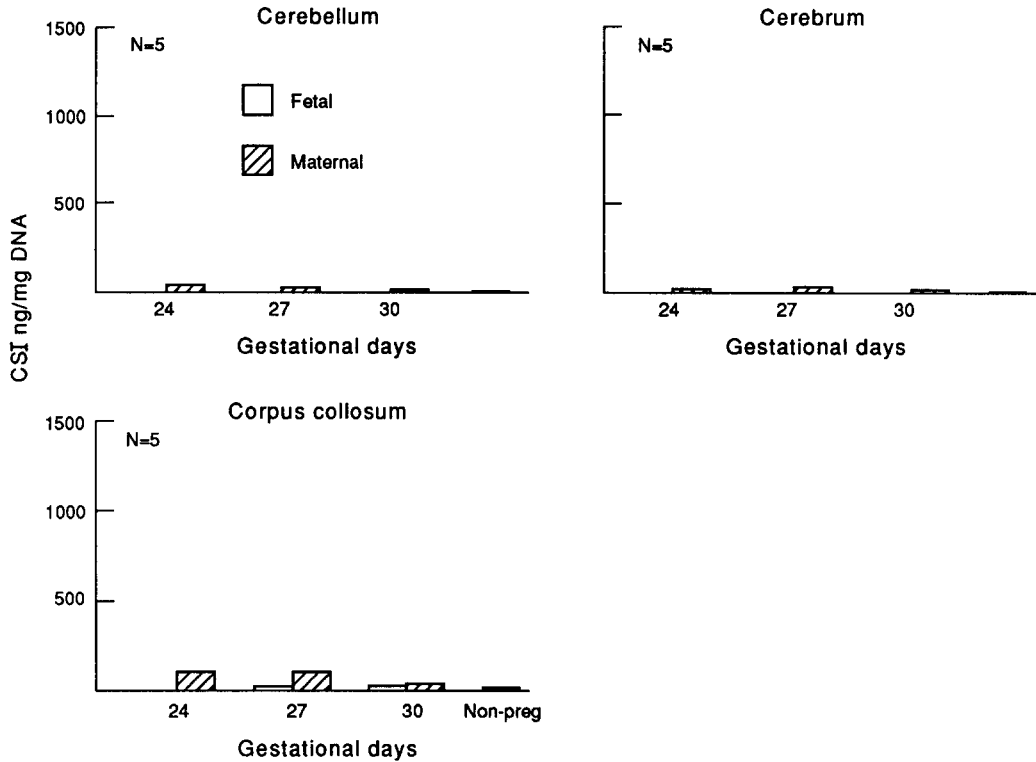 Cerebellum
1500
N=5
Fetal
1000
Maternal
500
24
27
30
Gestational days
Cerebrum
N=5
24
27
30
Gestational days
CSI ng/mg DNA
Corpus collosum
1500
N=5
1000
500
24
27
30
Non-preg
Gestational days